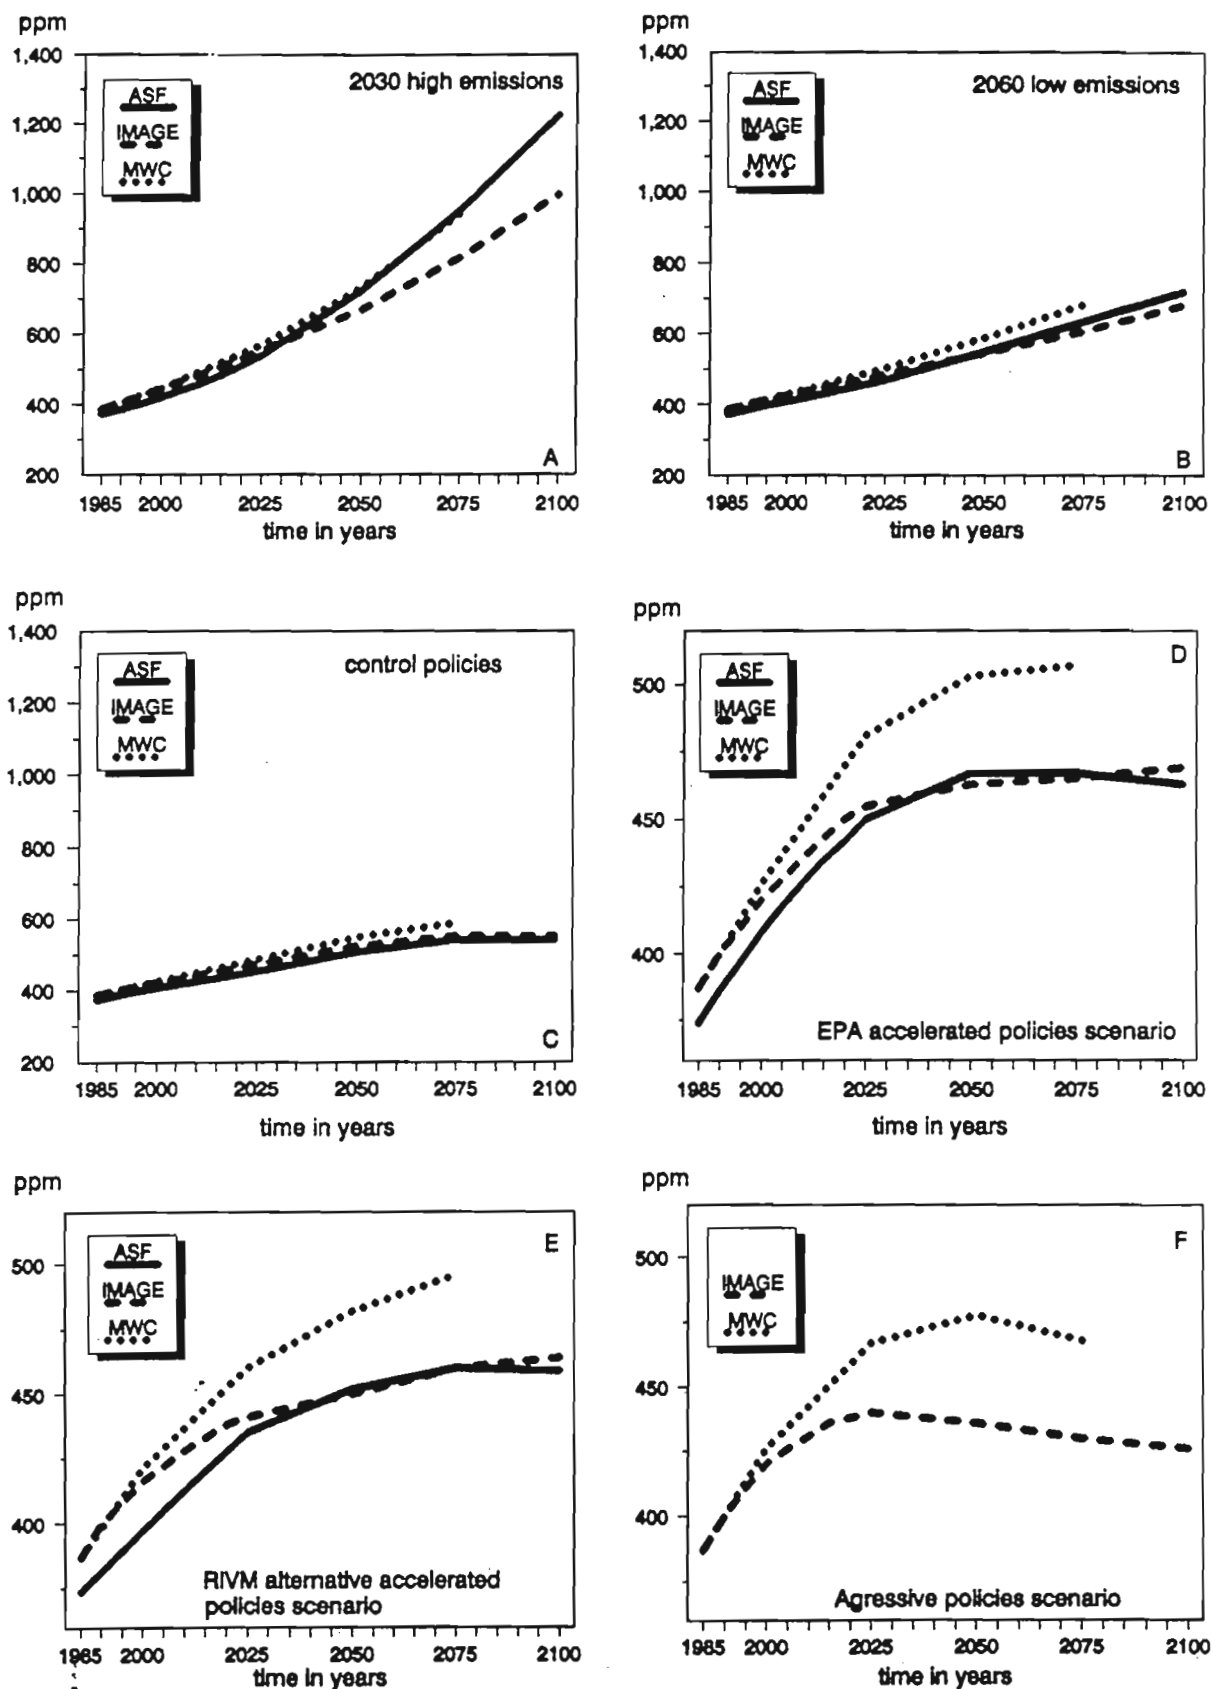 ppm
1,400
1,200
1,000
800
600
400
200
ASF
IMAGE
MWC
2030 high emissions
A
1985 2000 2025 2050 2075 2100
time in years
ppm
1,400
1,200
1,000
800
600
400
200
ASF
IMAGE
MWC
2060 low emissions
B
1985 2000 2025 2050 2075 2100
time in years
ppm
1,400
1,200
1,000
800
600
400
200
ASF
IMAGE
MWC
control policies
C
1985 2000 2025 2050 2075 2100
time in years
ppm
500
450
400
ASF
IMAGE
MWC
D
EPA accelerated policies scenario
1985 2000 2025 2050 2075 2100
time in years
ppm
500
450
400
ASF
IMAGE
MWC
E
RIVM alternative accelerated
policies scenario
1985 2000 2025 2050 2075 2100
time in years
ppm
500
450
400
IMAGE
MWC
F
Agressive policies scenario
1985 2000 2025 2050 2075 2100
time in years